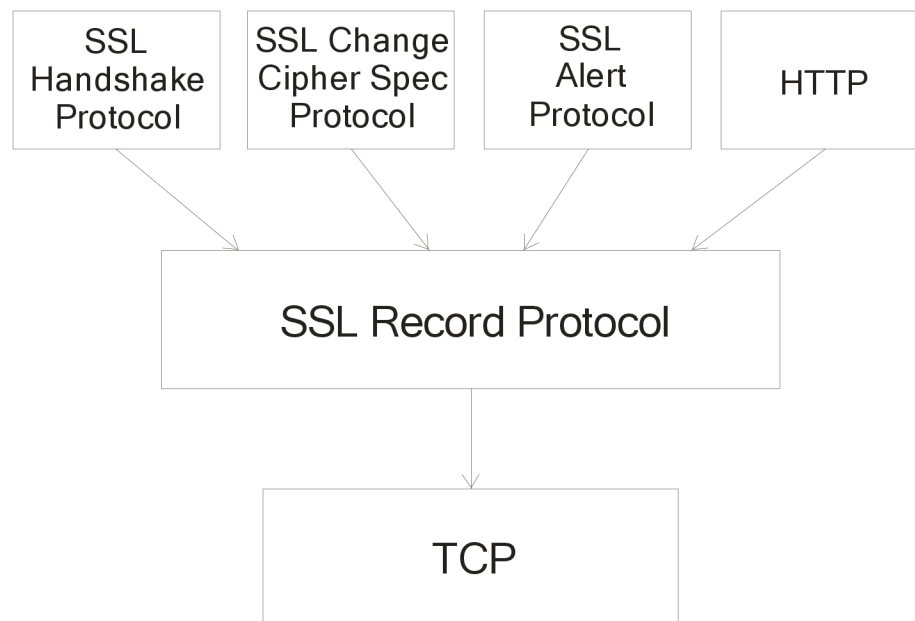 SSL
Handshake
Protocol
SSL Change
Cipher Spec
Protocol
SSL
Alert
Protocol
HTTP
SSL Record Protocol
TCP